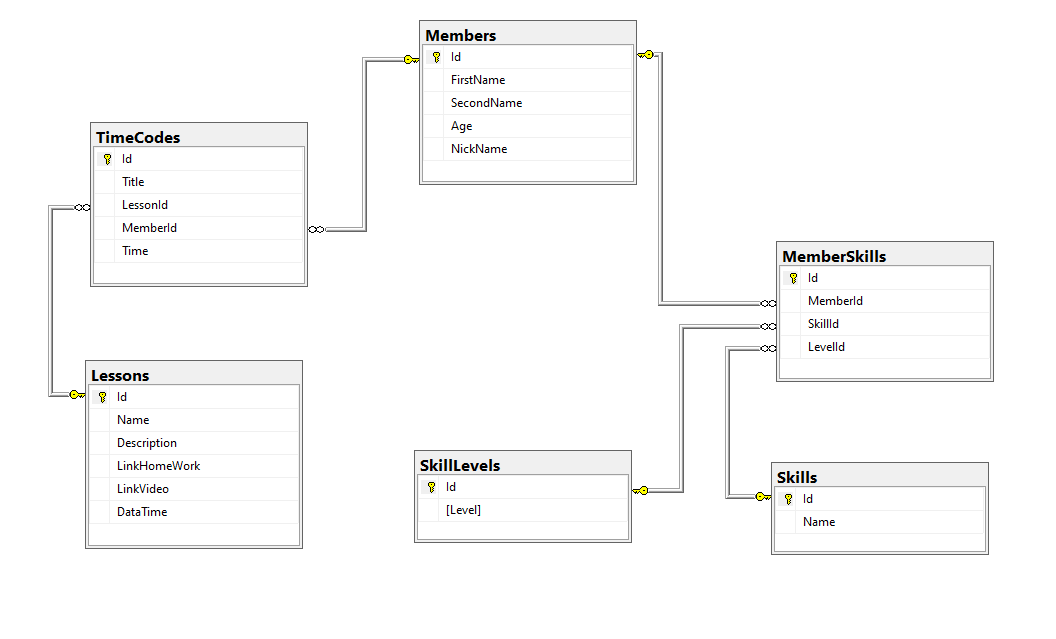 Members
Id
FirstName
SecondName
Age
NickName
TimeCodes
Id
Title
LessonId
MemberId
Time
MemberSkills
Id
MemberId
SkillId
LevelId
Lessons
Id
Name
Description
LinkHomeWork
LinkVideo
DataTime
SkillLevels
Id
[Level]
Skills
Id
Name